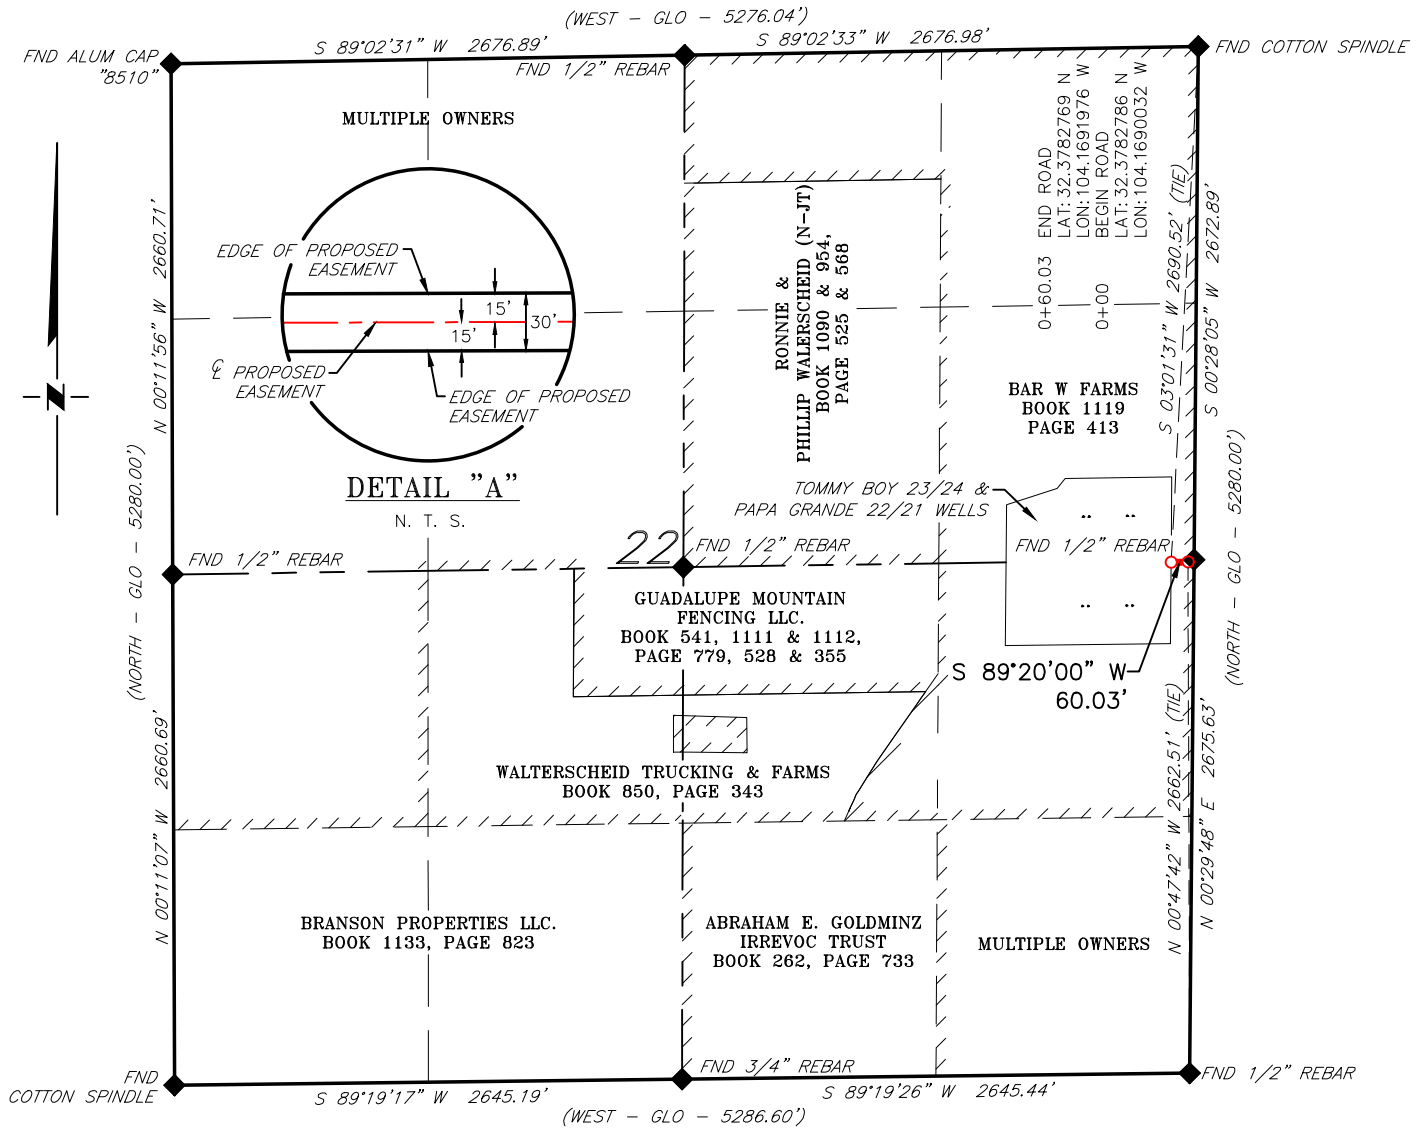 (WEST - GLO - 5276.04')
S 89°02'31" W 2676.89'
S 89°02'33" W 2676.98'
FND ALUM CAP
"8510"
FND 1/2" REBAR
FND COTTON SPINDLE
MULTIPLE OWNERS
N 00°11'56" W 2660.71'
EDGE OF PROPOSED
EASEMENT
15'
15'
30'
℄ PROPOSED
EASEMENT
EDGE OF PROPOSED
EASEMENT
DETAIL "A"
N. T. S.
N
RONNIE &
PHILLIP WALERSCHEID (N-JT)
BOOK 1090 & 954,
PAGE 525 & 568
0+60.03 END ROAD
LAT: 32.3782769 N
LON: 104.1691976 W
0+00 BEGIN ROAD
LAT: 32.3782786 N
LON: 104.1690032 W
S 03°01'31" W 2690.52' (TIE)
S 00°28'05" W 2672.89'
BAR W FARMS
BOOK 1119
PAGE 413
TOMMY BOY 23/24 &
PAPA GRANDE 22/21 WELLS
(NORTH - GLO - 5280.00')
(NORTH - GLO - 5280.00')
FND 1/2" REBAR
22
FND 1/2" REBAR
FND 1/2" REBAR
GUADALUPE MOUNTAIN
FENCING LLC.
BOOK 541, 1111 & 1112,
PAGE 779, 528 & 355
S 89°20'00" W
60.03'
N 00°11'07" W 2660.69'
WALTERSCHEID TRUCKING & FARMS
BOOK 850, PAGE 343
N 00°47'42" W 2662.51' (TIE)
N 00°29'48" E 2675.63'
BRANSON PROPERTIES LLC.
BOOK 1133, PAGE 823
ABRAHAM E. GOLDMINZ
IRREVOC TRUST
BOOK 262, PAGE 733
MULTIPLE OWNERS
FND
COTTON SPINDLE
FND 3/4" REBAR
FND 1/2" REBAR
S 89°19'17" W 2645.19'
S 89°19'26" W 2645.44'
(WEST - GLO - 5286.60')